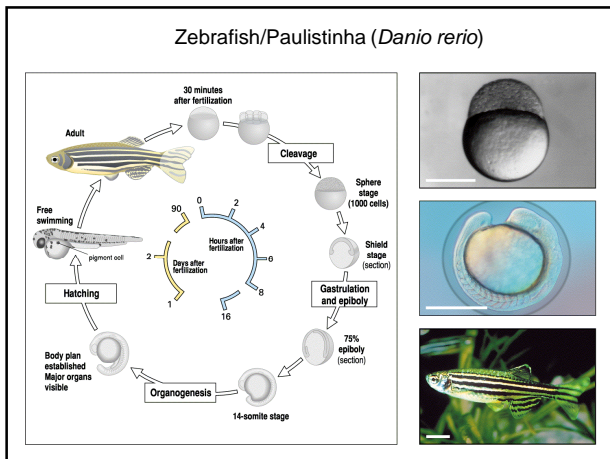 Zebrafish/Paulistinha (Danio rerio)
30 minutes
after fertilization
Adult
Cleavage
Sphere
stage
(1000 cells)
Free
swimming
pigment cell
90
0
2
4
6
8
16
Hours after
fertilization
2
1
Days after
fertilization
Shield
stage
(section)
Gastrulation
and epiboly
Hatching
75%
epiboly
(section)
Body plan
established
Major organs
visible
Organogenesis
14-somite stage